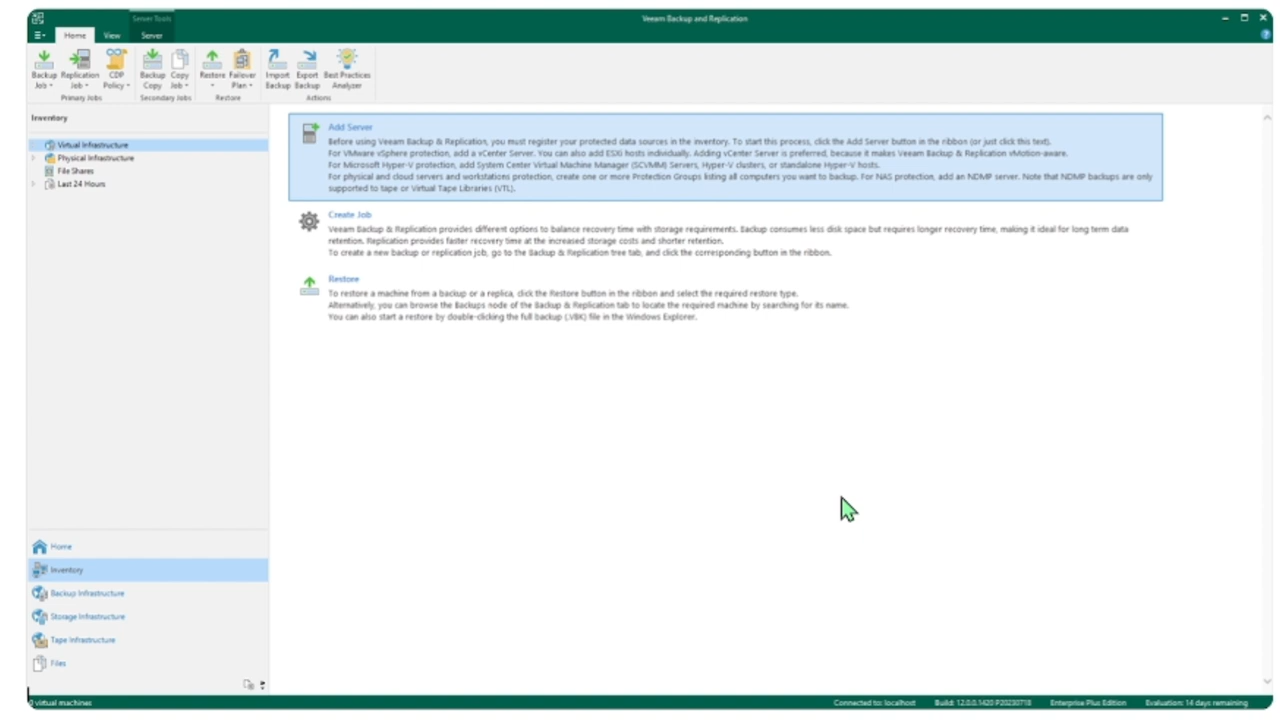 Server Tools
Veeam Backup and Replication
Home View Server
Backup Job Replication Job CDP Policy Backup Copy Copy Job Restore Failover Plan Import Backup Export Backup Best Practices Analyzer
Primary Jobs Secondary Jobs Restore Actions
Inventory
Virtual Infrastructure
Physical Infrastructure
File Shares
Last 24 Hours
Add Server
Before using Veeam Backup & Replication, you must register your protected data sources in the inventory. To start this process, click the Add Server button in the ribbon (or just click this text).
For VMware vSphere protection, add a vCenter Server. You can also add ESXi hosts individually. Adding vCenter Server is preferred, because it makes Veeam Backup & Replication vMotion-aware.
For Microsoft Hyper-V protection, add System Center Virtual Machine Manager (SCVMM) Servers, Hyper-V clusters, or standalone Hyper-V hosts.
For physical and cloud servers and workstations protection, create one or more Protection Groups listing all computers you want to backup. For NAS protection, add an NDMP server. Note that NDMP backups are only
supported to tape or Virtual Tape Libraries (VTL).
Create Job
Veeam Backup & Replication provides different options to balance recovery time with storage requirements. Backup consumes less disk space but requires longer recovery time, making it ideal for long term data
retention. Replication provides faster recovery time at the increased storage costs and shorter retention.
To create a new backup or replication job, go to the Backup & Replication tree tab, and click the corresponding button in the ribbon.
Restore
To restore a machine from a backup or a replica, click the Restore button in the ribbon and select the required restore type.
Alternatively, you can browse the Backups node of the Backup & Replication tab to locate the required machine by searching for its name.
You can also start a restore by double-clicking the full backup (.VBK) file in the Windows Explorer.
Home
Inventory
Backup Infrastructure
Storage Infrastructure
Tape Infrastructure
Files
0 virtual machines
Connected to: localhost Build: 12.0.0.1420 P20230718 Enterprise Plus Edition Evaluation: 14 days remaining